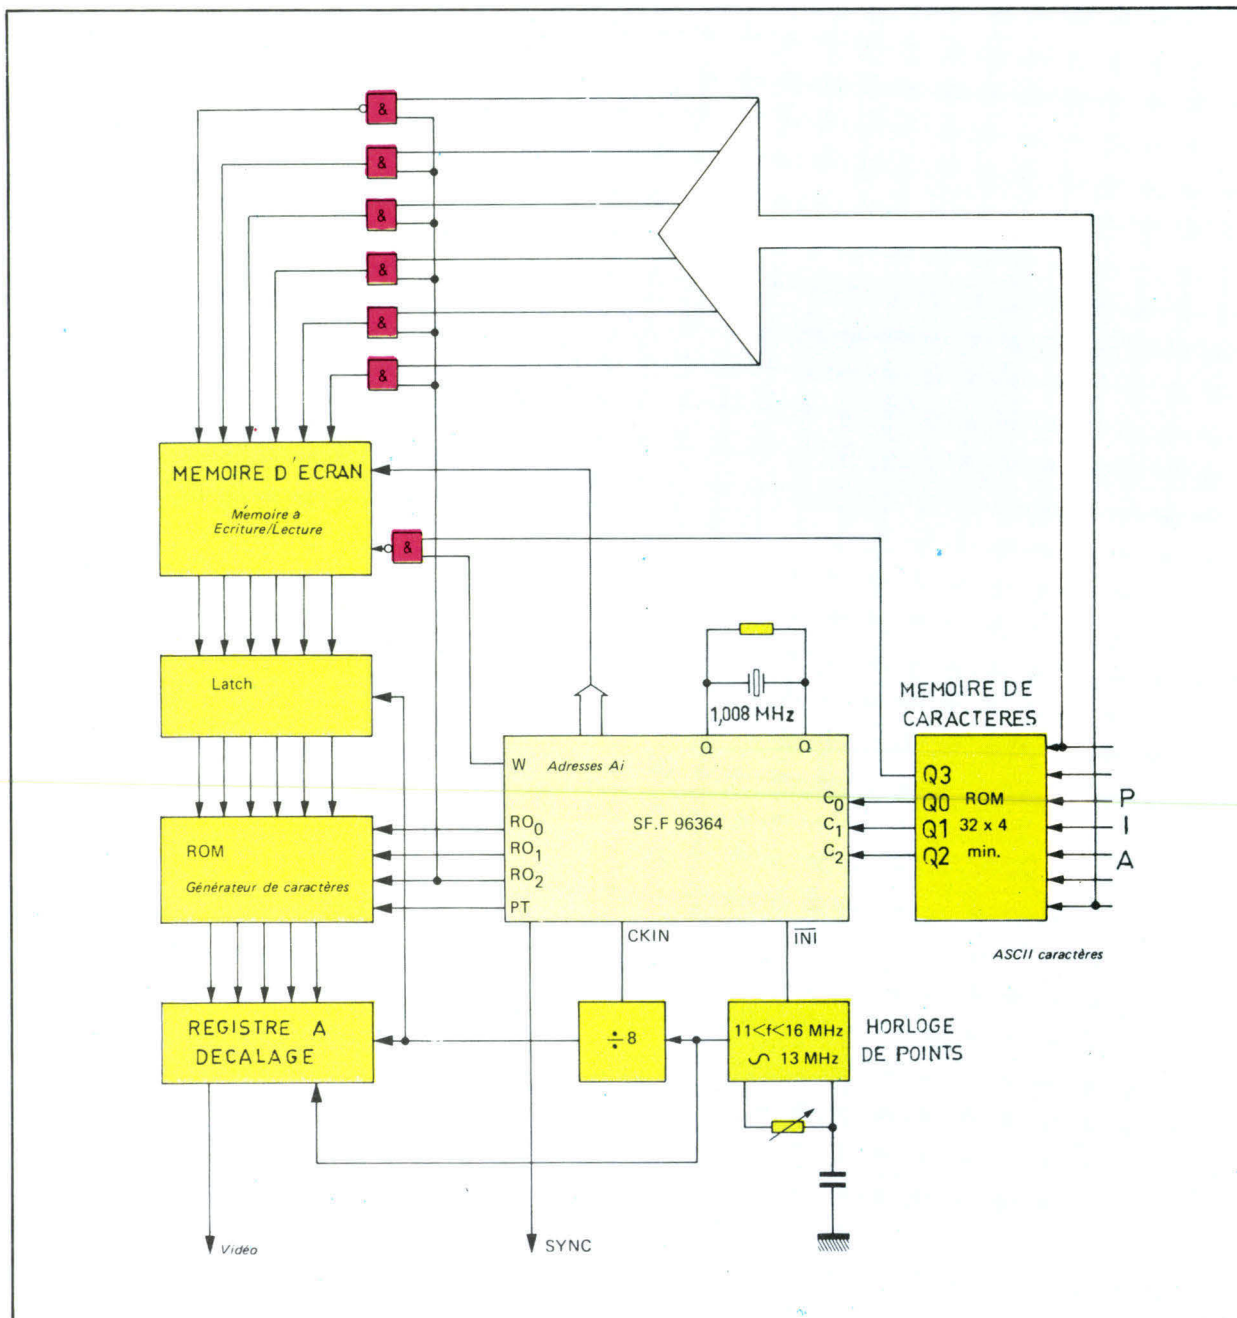 &
&
&
&
&
&
MEMOIRE D'ECRAN
Mémoire à
Ecriture/Lecture
&
Latch
1,008 MHz
Q Q
MEMOIRE DE
CARACTERES
W Adresses Ai
SF.F 96364
RO0
RO1
RO2
PT
C0
C1
C2
Q3
Q0 ROM
Q1 32 x 4
Q2 min.
P
I
A
ROM
Générateur de caractères
CKIN
INI
ASCII caractères
REGISTRE A
DECALAGE
÷8
11<f<16 MHz
∽ 13 MHz
HORLOGE
DE POINTS
Vidéo
SYNC